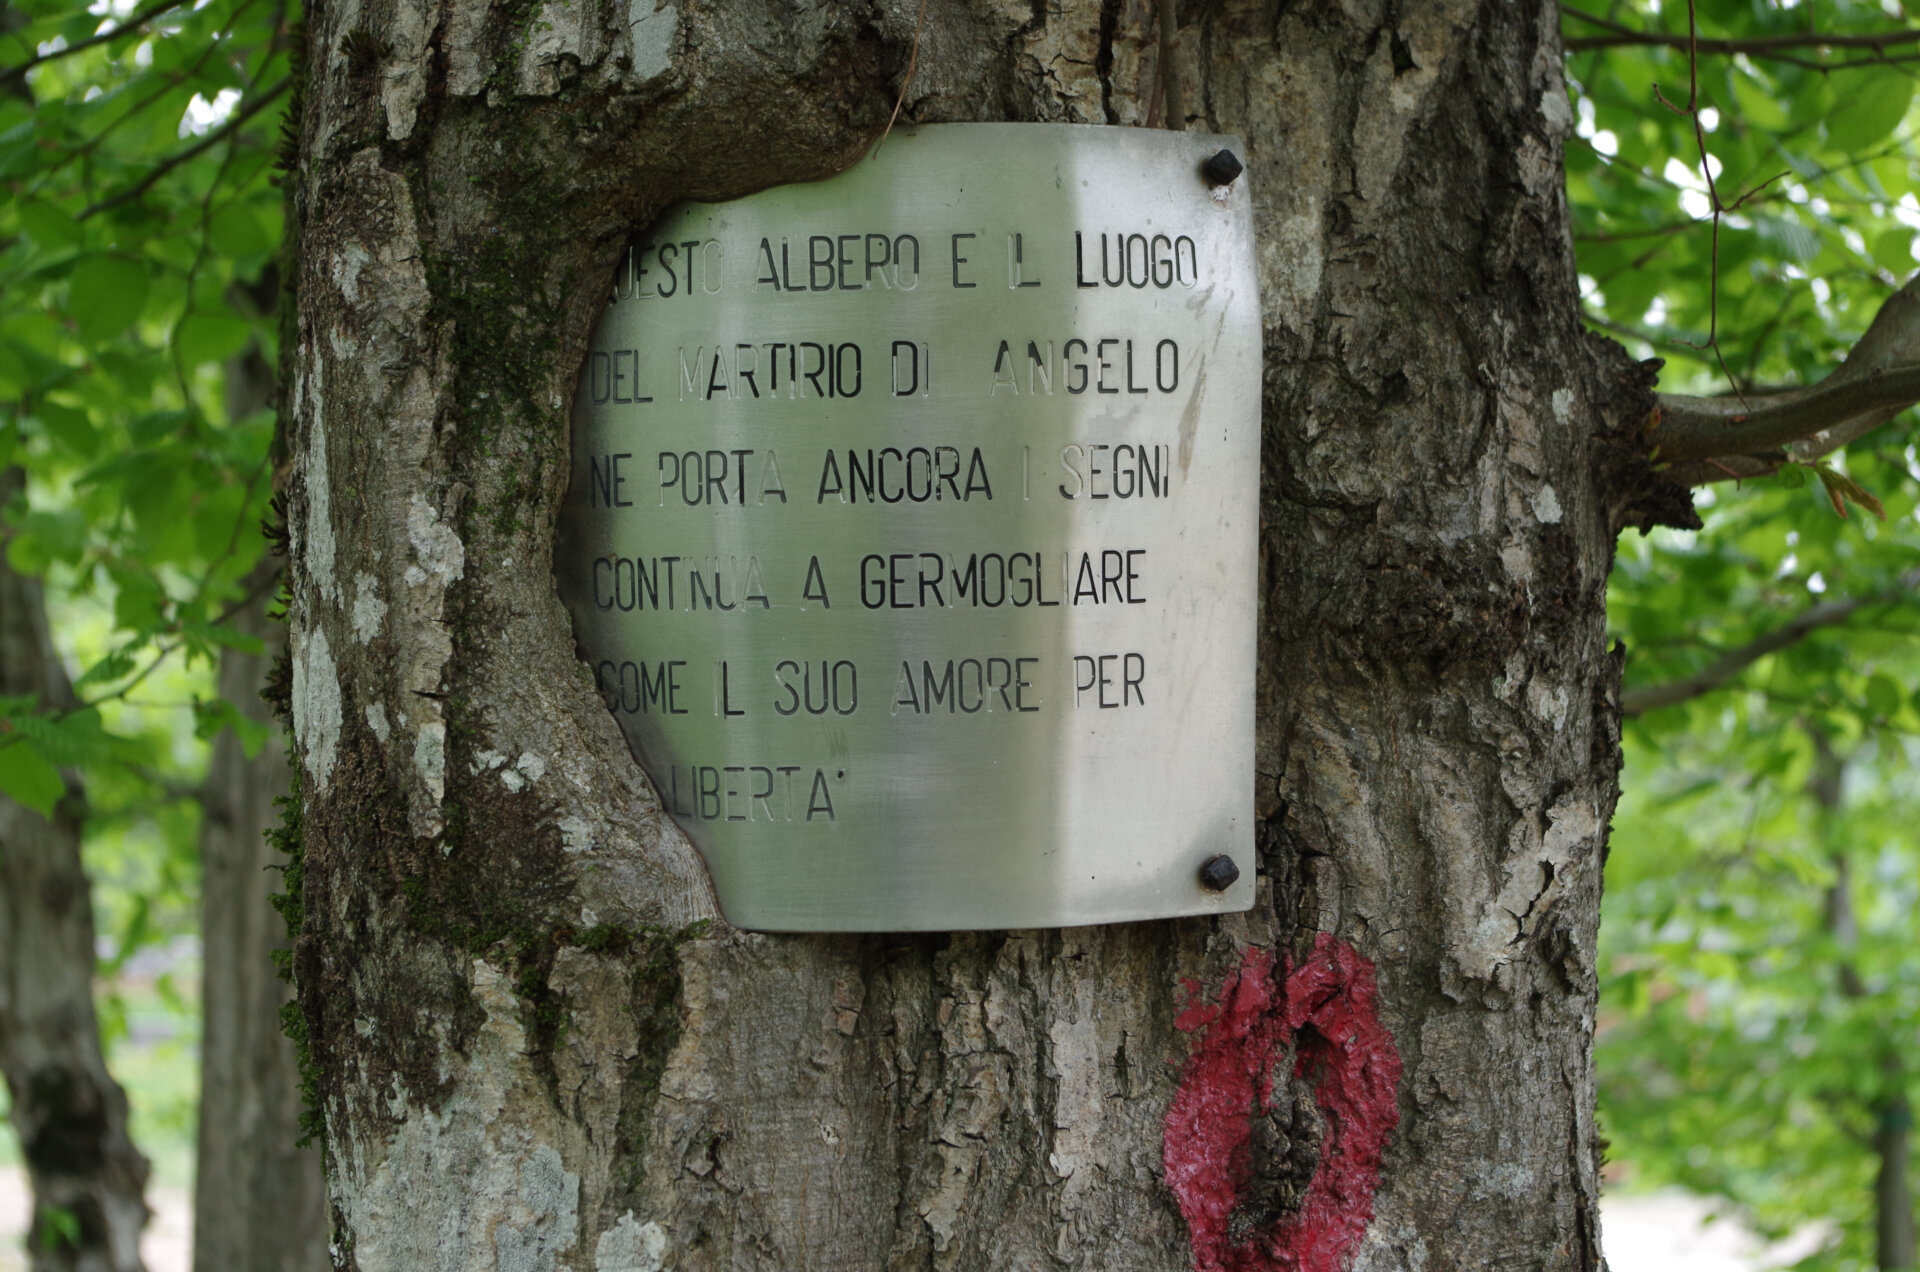 QUESTO ALBERO E IL LUOGO
DEL MARTIRIO DI ANGELO
NE PORTA ANCORA I SEGNI
CONTINUA A GERMOGLIARE
COME IL SUO AMORE PER
LIBERTA'